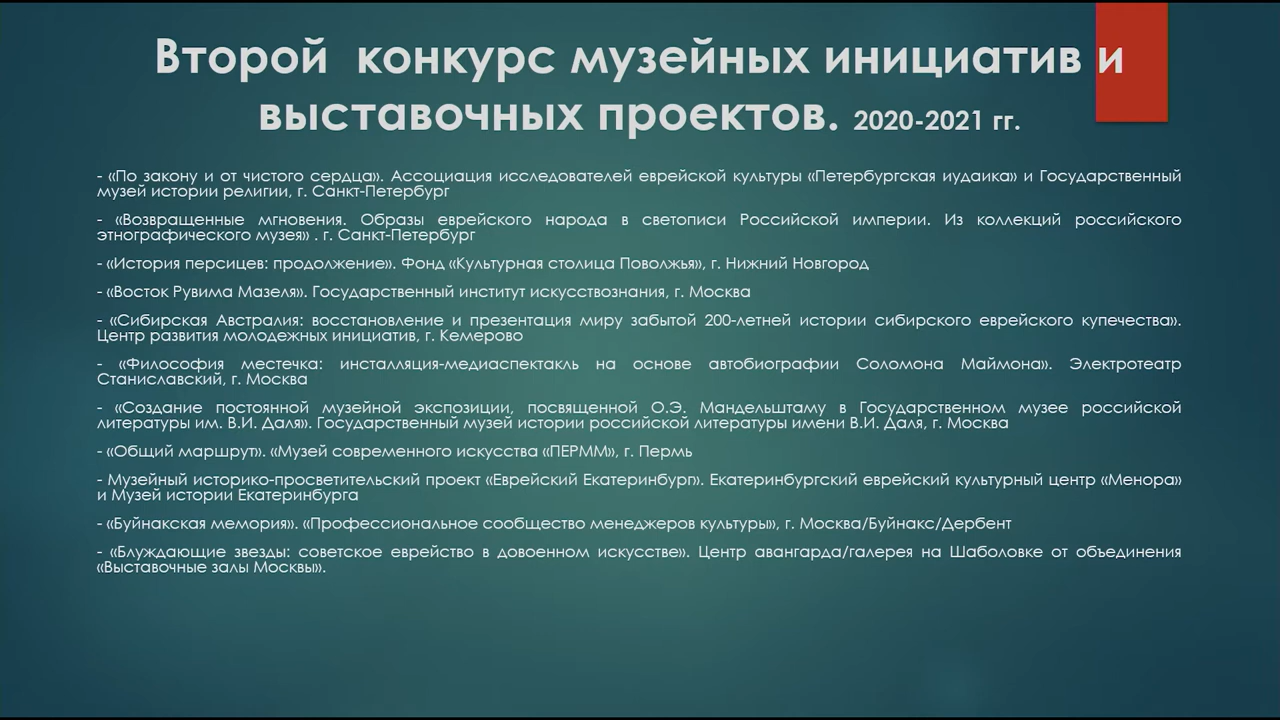 Второй конкурс музейных инициатив и
выставочных проектов. 2020-2021 гг.
- «По закону и от чистого сердца». Ассоциация исследователей еврейской культуры «Петербургская иудаика» и Государственный
музей истории религии, г. Санкт-Петербург
- «Возвращенные мгновения. Образы еврейского народа в светописи Российской империи. Из коллекций российского
этнографического музея» . г. Санкт-Петербург
- «История персицев: продолжение». Фонд «Культурная столица Поволжья», г. Нижний Новгород
- «Восток Рувима Мазеля». Государственный институт искусствознания, г. Москва
- «Сибирская Австралия: восстановление и презентация миру забытой 200-летней истории сибирского еврейского купечества».
Центр развития молодежных инициатив, г. Кемерово
- «Философия местечка: инсталляция-медиаспектакль на основе автобиографии Соломона Маймона». Электротеатр
Станиславский, г. Москва
- «Создание постоянной музейной экспозиции, посвященной О.Э. Мандельштаму в Государственном музее российской
литературы им. В.И. Даля». Государственный музей истории российской литературы имени В.И. Даля, г. Москва
- «Общий маршрут». «Музей современного искусства «ПЕРММ», г. Пермь
- Музейный историко-просветительский проект «Еврейский Екатеринбург». Екатеринбургский еврейский культурный центр «Менора»
и Музей истории Екатеринбурга
- «Буйнакская мемория». «Профессиональное сообщество менеджеров культуры», г. Москва/Буйнакс/Дербент
- «Блуждающие звезды: советское еврейство в довоенном искусстве». Центр авангарда/галерея на Шаболовке от объединения
«Выставочные залы Москвы».